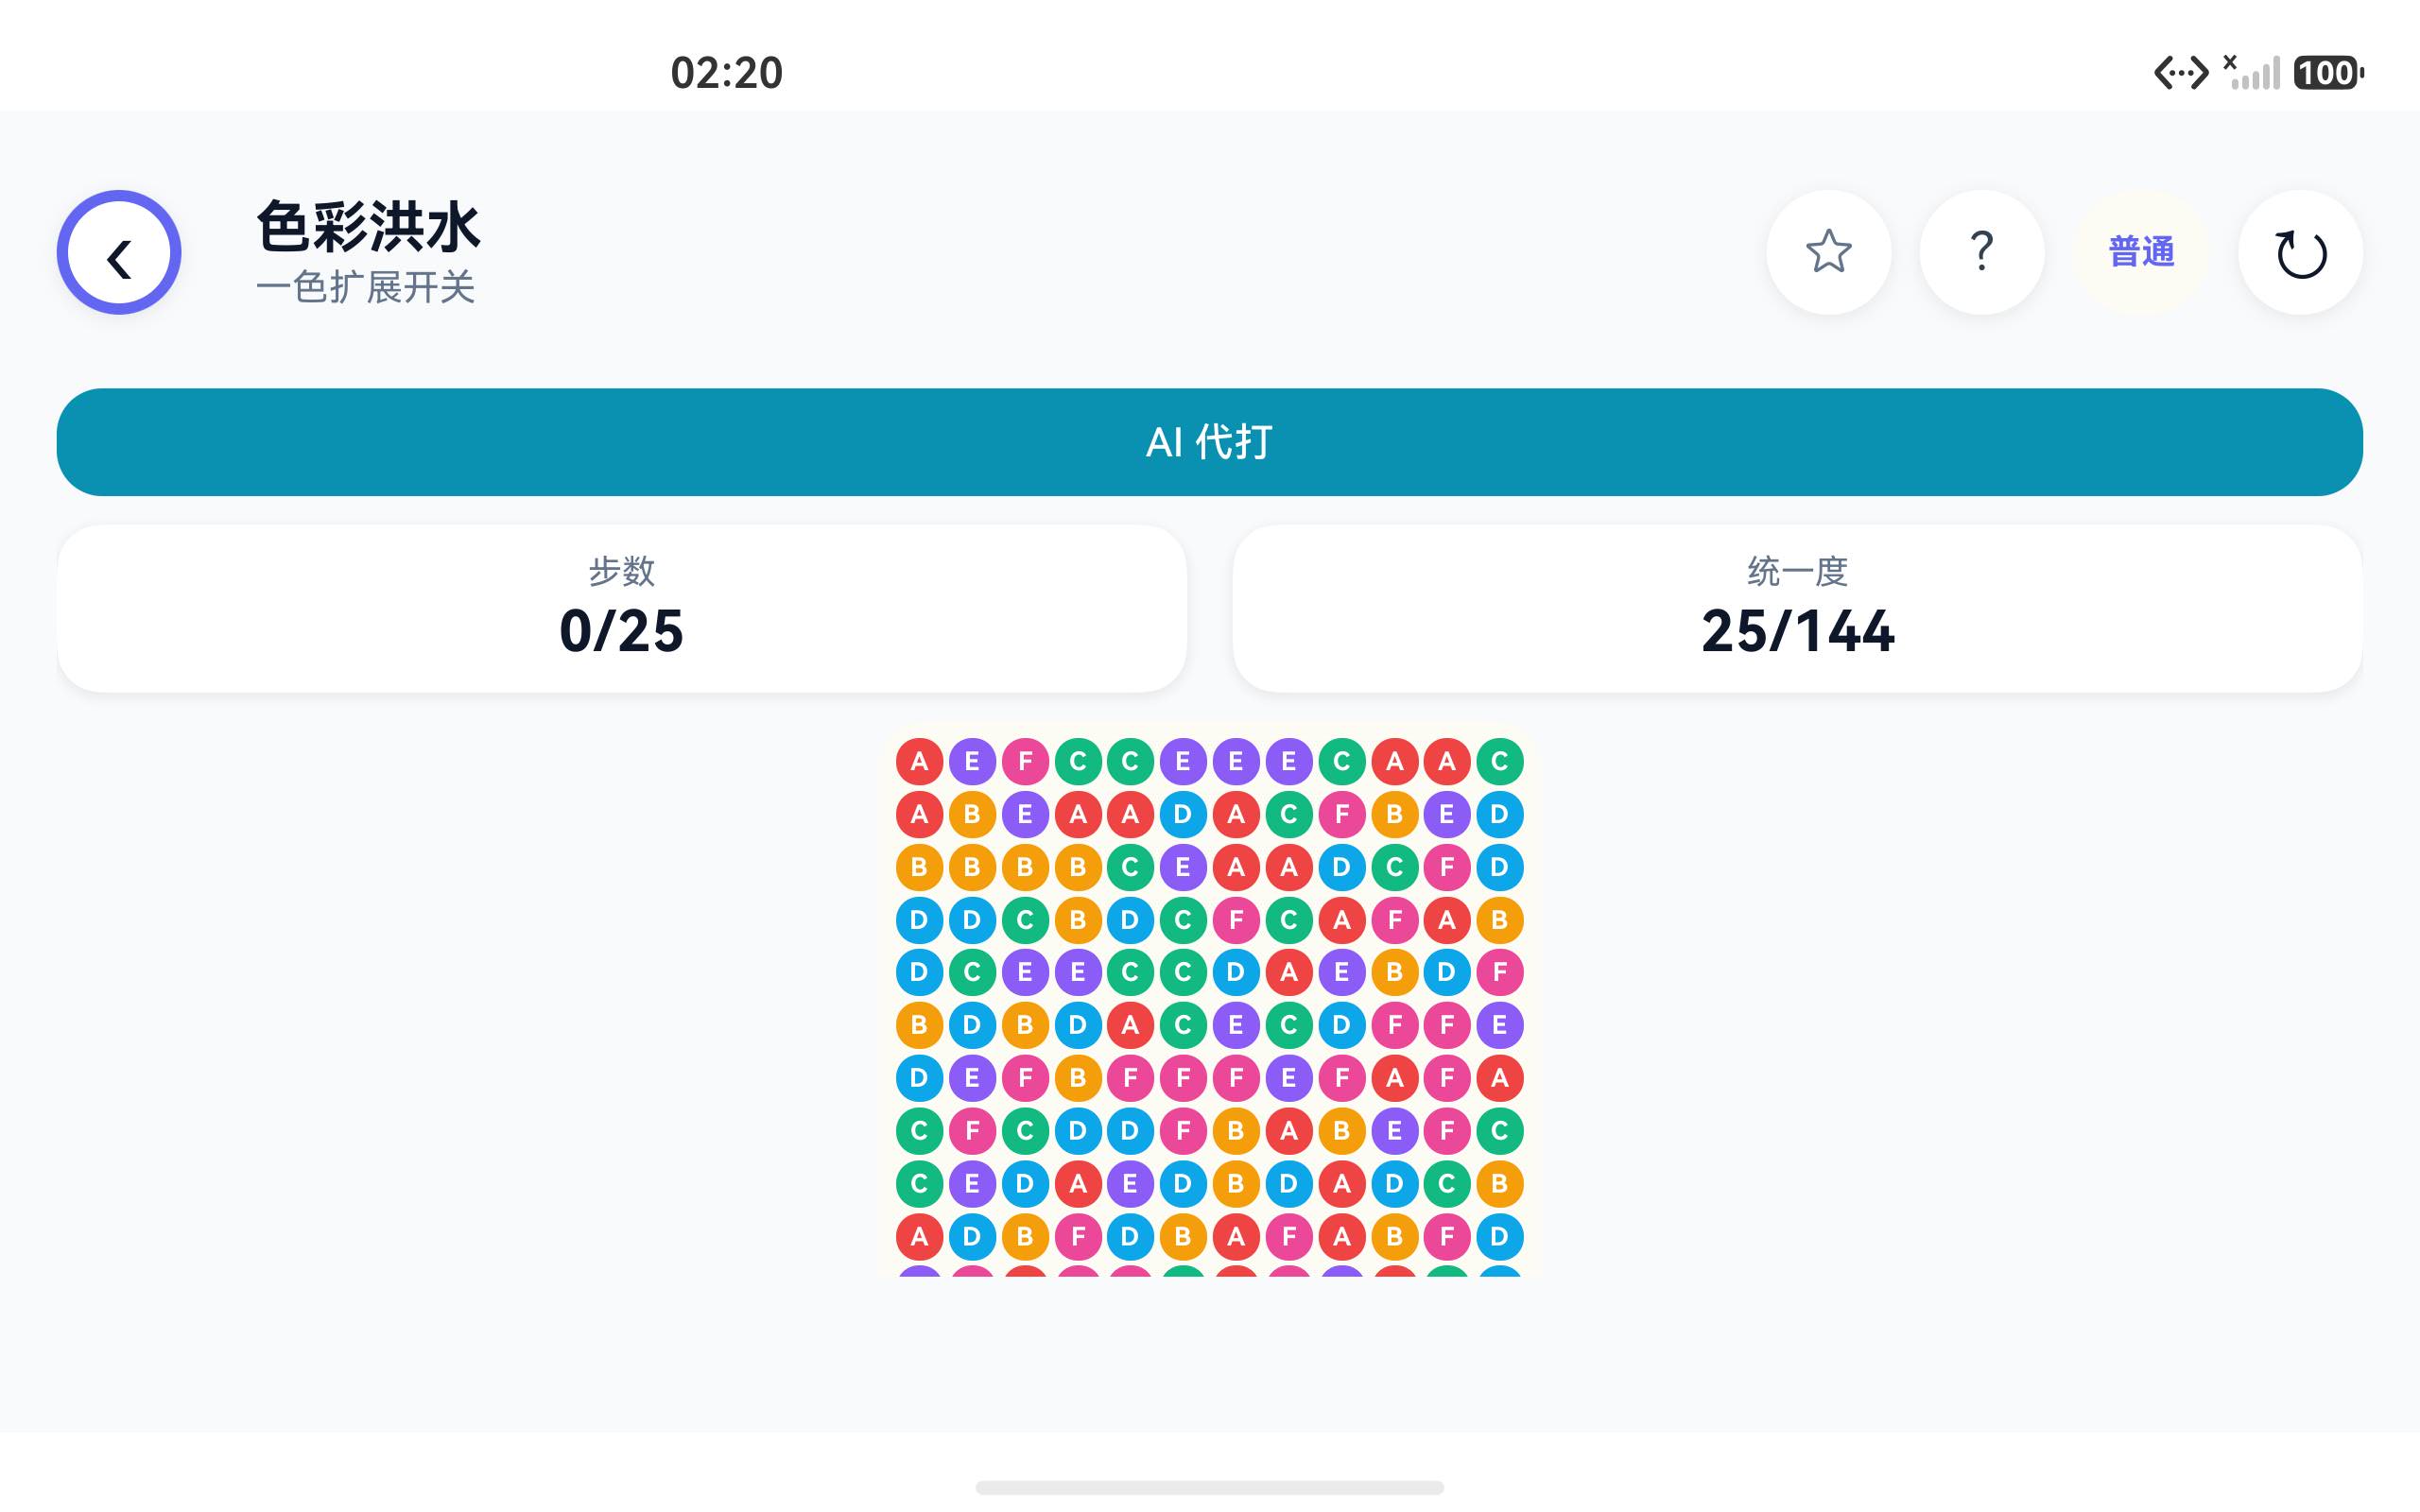 02:20
100
色彩洪水
一色扩展开关
?
普通
AI 代打
步数
0/25
统一度
25/144
A E F C C E E E C A A C
A B E A A D A C F B E D
B B B B C E A A D C F D
D D C B D C F C A F A B
D C E E C C D A E B D F
B D B D A C E C D F F E
D E F B F F F E F A F A
C F C D D F B A B E F C
C E D A E D B D A D C B
A D B F D B A F A B F D